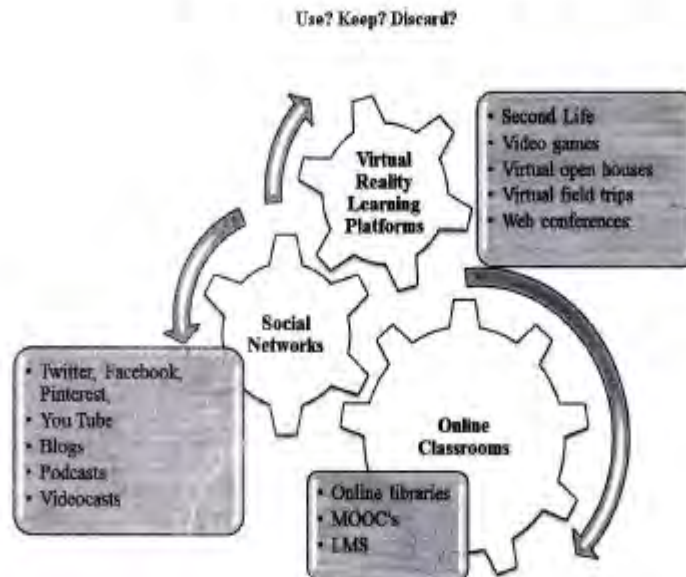 Use? Keep? Discard?
Virtual
Reality
Learning
Platforms
• Second Life
• Video games
• Virtual open houses
• Virtual field trips
• Web conferences
Social
Networks
• Twitter, Facebook,
Pinterest,
• You Tube
• Blogs
• Podcasts
• Videocasts
Online
Classrooms
• Online libraries
• MOOC's
• LMS